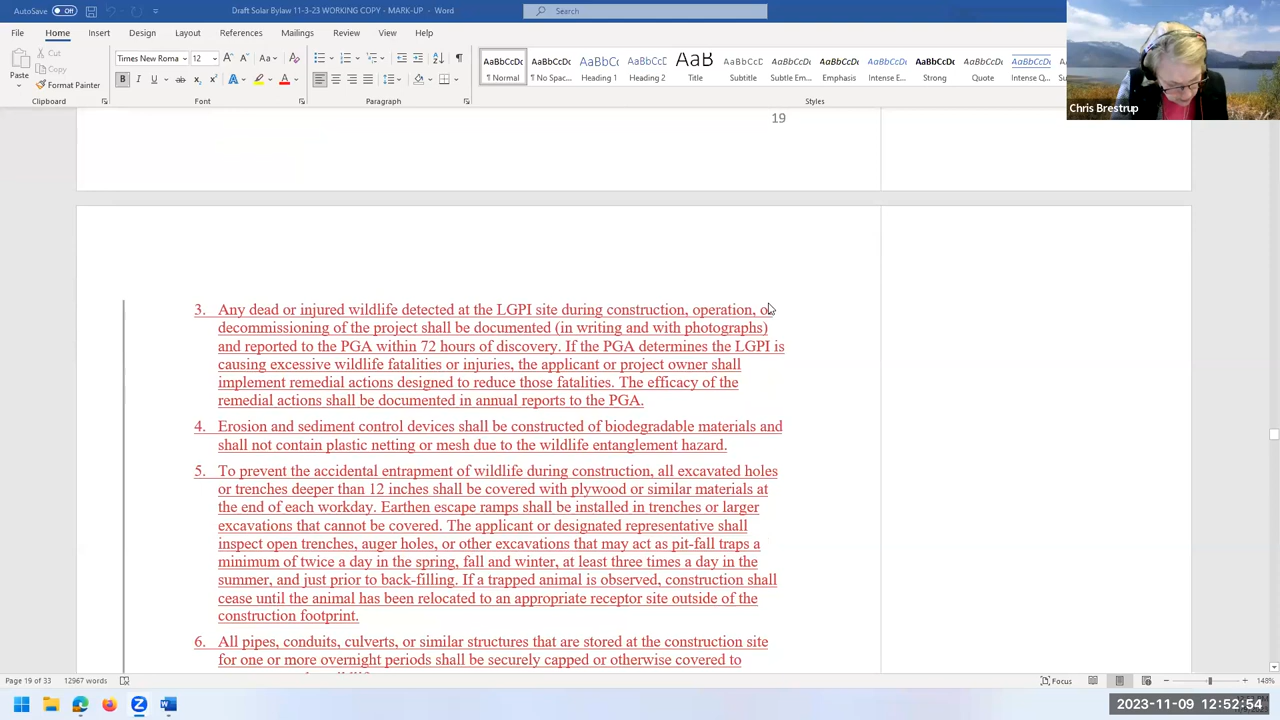 AutoSave Off
Draft Solar Bylaw 11-3-23 WORKING COPY - MARK-UP - Word
Search
File Home Insert Draw Design Layout References Mailings Review View Help
Paste
Cut
Copy
Format Painter
Clipboard
Times New Roma 12
Font
Paragraph
AaBbCcDc AaBbCcDc AaBbC AaBbCcD AaB AaBbCcD AaBbCcDc AaBbCcDc AaBbCcDc AaBbCcDc AaBbCcDc AaBbCcDc
¶ Normal ¶ No Spac... Heading 1 Heading 2 Title Subtitle Subtle Em... Emphasis Intense E... Strong Quote Intense Q...
Styles
Chris Brestrup
19
3. Any dead or injured wildlife detected at the LGPI site during construction, operation, or
decommissioning of the project shall be documented (in writing and with photographs)
and reported to the PGA within 72 hours of discovery. If the PGA determines the LGPI is
causing excessive wildlife fatalities or injuries, the applicant or project owner shall
implement remedial actions designed to reduce those fatalities. The efficacy of the
remedial actions shall be documented in annual reports to the PGA.
4. Erosion and sediment control devices shall be constructed of biodegradable materials and
shall not contain plastic netting or mesh due to the wildlife entanglement hazard.
5. To prevent the accidental entrapment of wildlife during construction, all excavated holes
or trenches deeper than 12 inches shall be covered with plywood or similar materials at
the end of each workday. Earthen escape ramps shall be installed in trenches or larger
excavations that cannot be covered. The applicant or designated representative shall
inspect open trenches, auger holes, or other excavations that may act as pit-fall traps a
minimum of twice a day in the spring, fall and winter, at least three times a day in the
summer, and just prior to back-filling. If a trapped animal is observed, construction shall
cease until the animal has been relocated to an appropriate receptor site outside of the
construction footprint.
6. All pipes, conduits, culverts, or similar structures that are stored at the construction site
for one or more overnight periods shall be securely capped or otherwise covered to
Page 19 of 33 12967 words
Focus
148%
2023-11-09 12:52:54